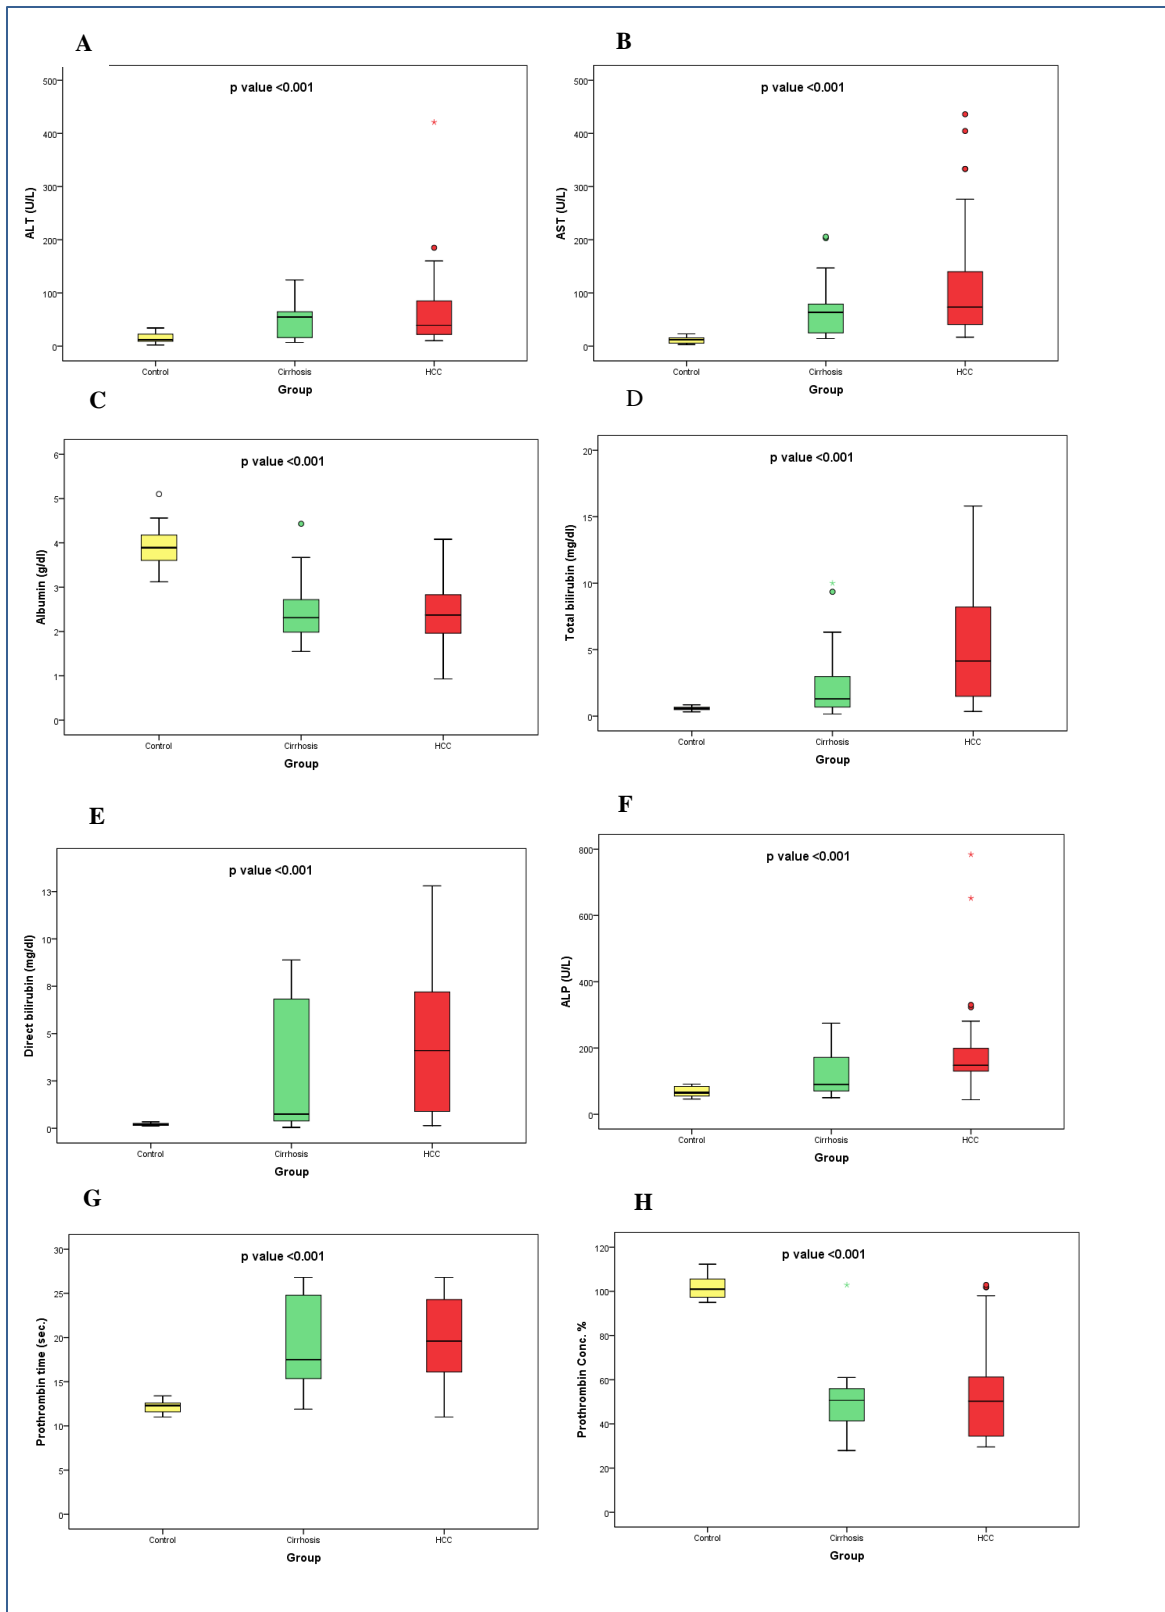 A
p value <0.001
500
400
300
200
100
0
ALT (U/L)
Control Cirrhosis HCC
Group
B
p value <0.001
500
400
300
200
100
0
AST (U/L)
Control Cirrhosis HCC
Group
C
p value <0.001
6
5
4
3
2
1
0
Albumin (g/dl)
Control Cirrhosis HCC
Group
D
p value <0.001
20
15
10
5
0
Total bilirubin (mg/dl)
Control Cirrhosis HCC
Group
E
p value <0.001
13
10
8
5
3
0
Direct bilirubin (mg/dl)
Control Cirrhosis HCC
Group
F
p value <0.001
800
600
400
200
0
ALP (U/L)
Control Cirrhosis HCC
Group
G
p value <0.001
30
25
20
15
10
5
0
Prothrombin time (sec.)
Control Cirrhosis HCC
Group
H
p value <0.001
120
100
80
60
40
20
0
Prothrombin Conc. %
Control Cirrhosis HCC
Group